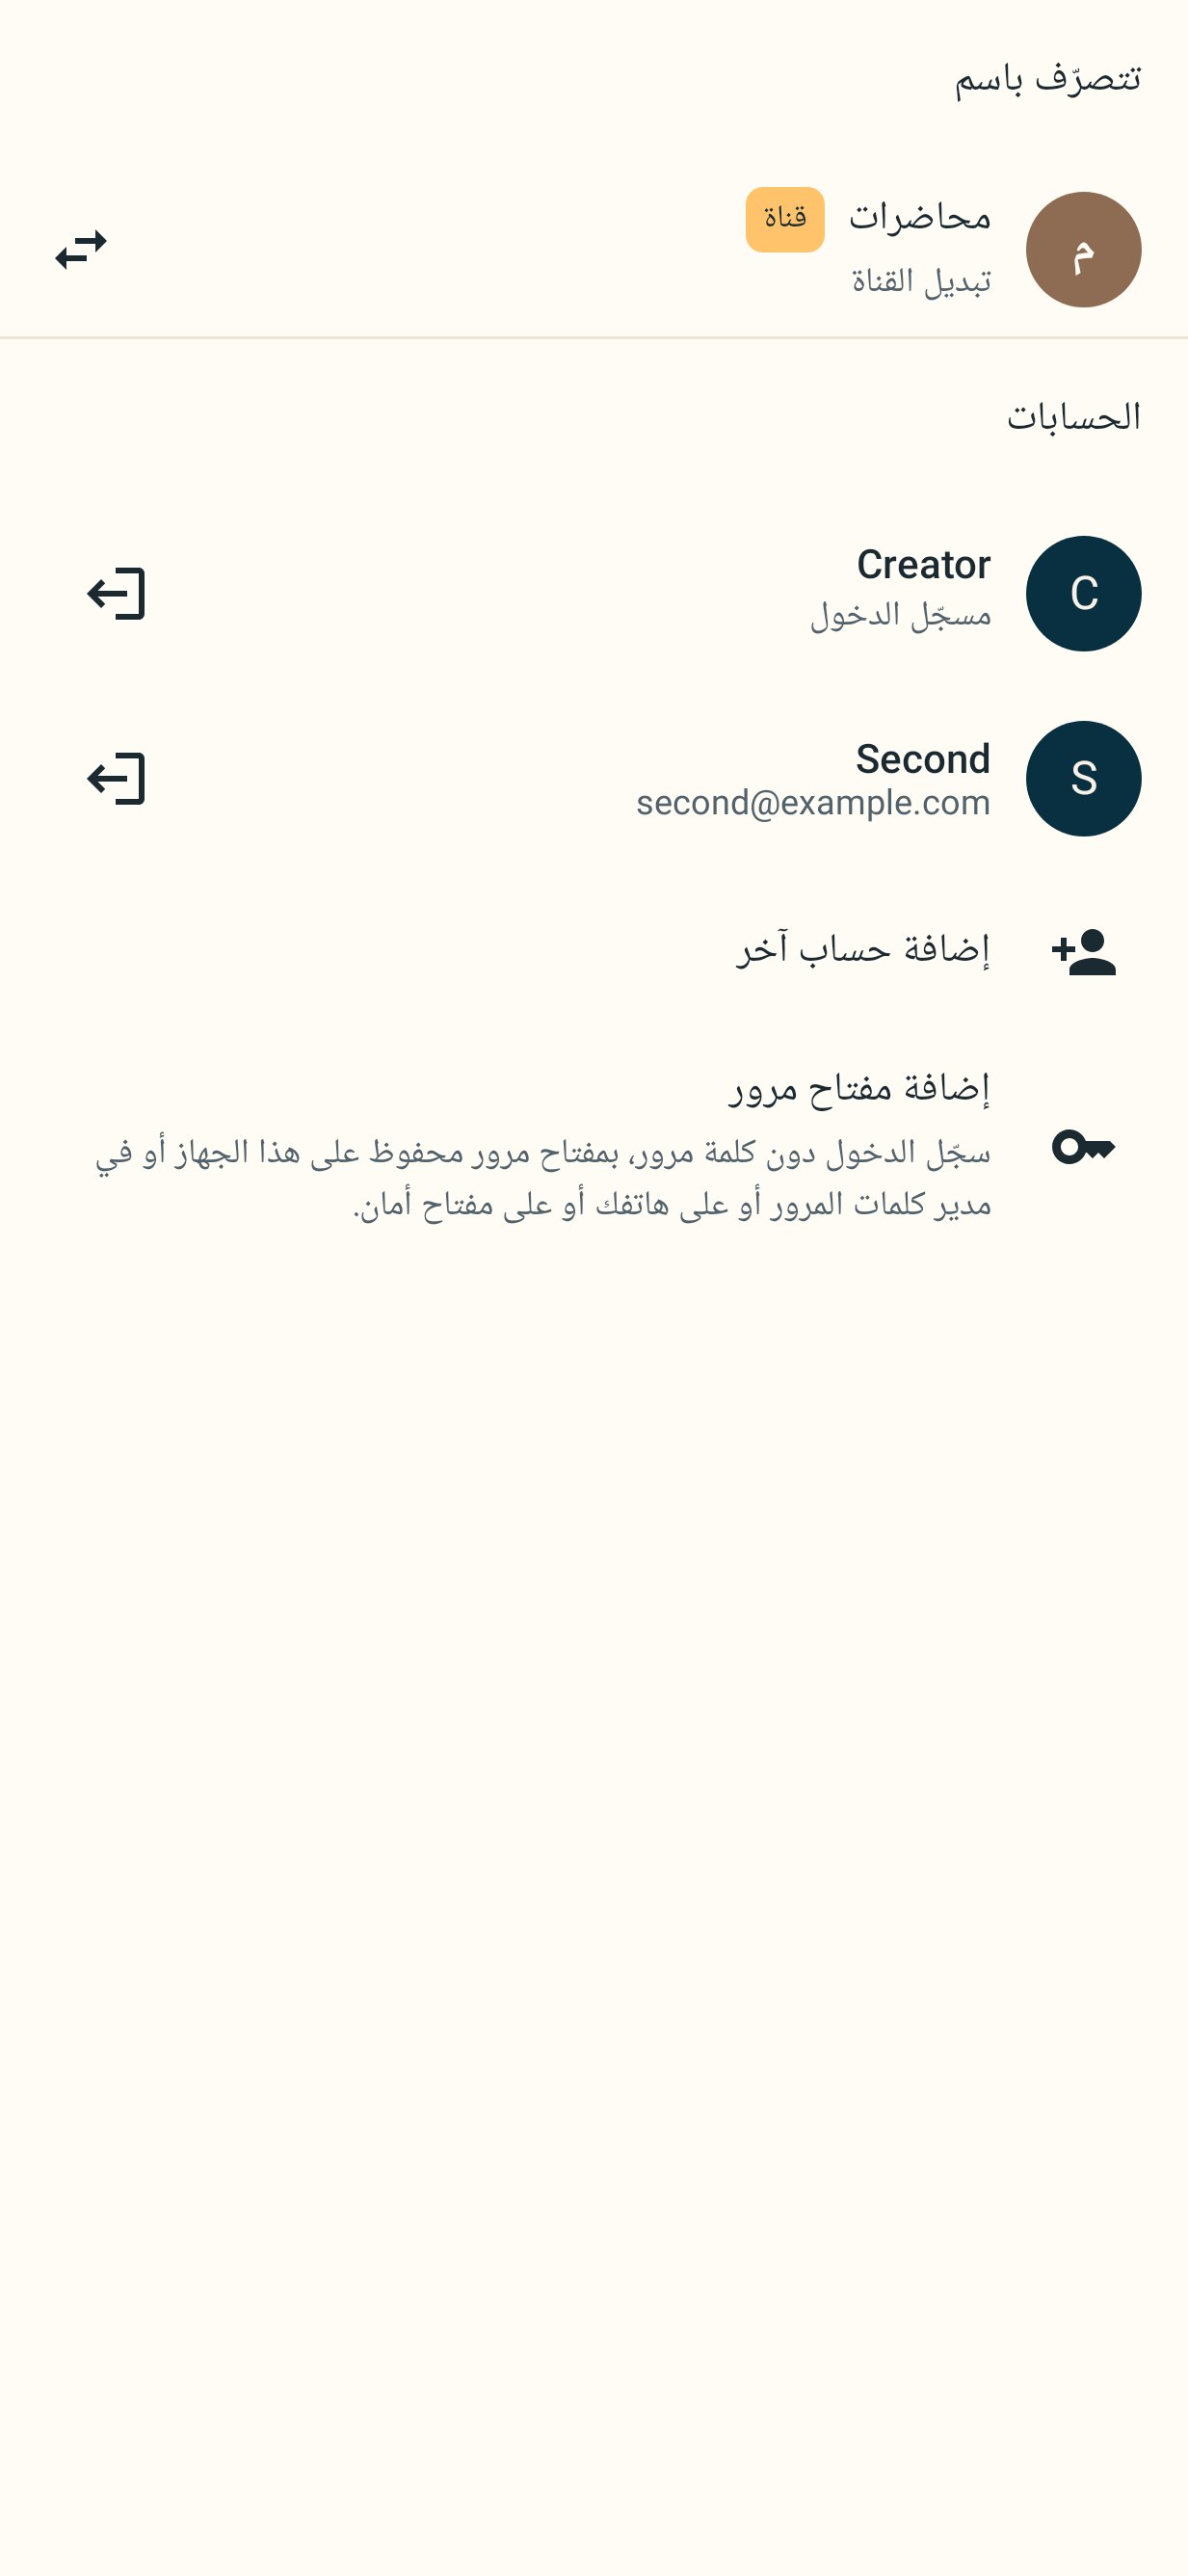 تتصرّف باسم
م
محاضرات قناة
تبديل القناة
الحسابات
C
Creator
مسجّل الدخول
S
Second
second@example.com
إضافة حساب آخر
إضافة مفتاح مرور
سجّل الدخول دون كلمة مرور، بمفتاح مرور محفوظ على هذا الجهاز أو في
مدير كلمات المرور أو على هاتفك أو على مفتاح أمان.